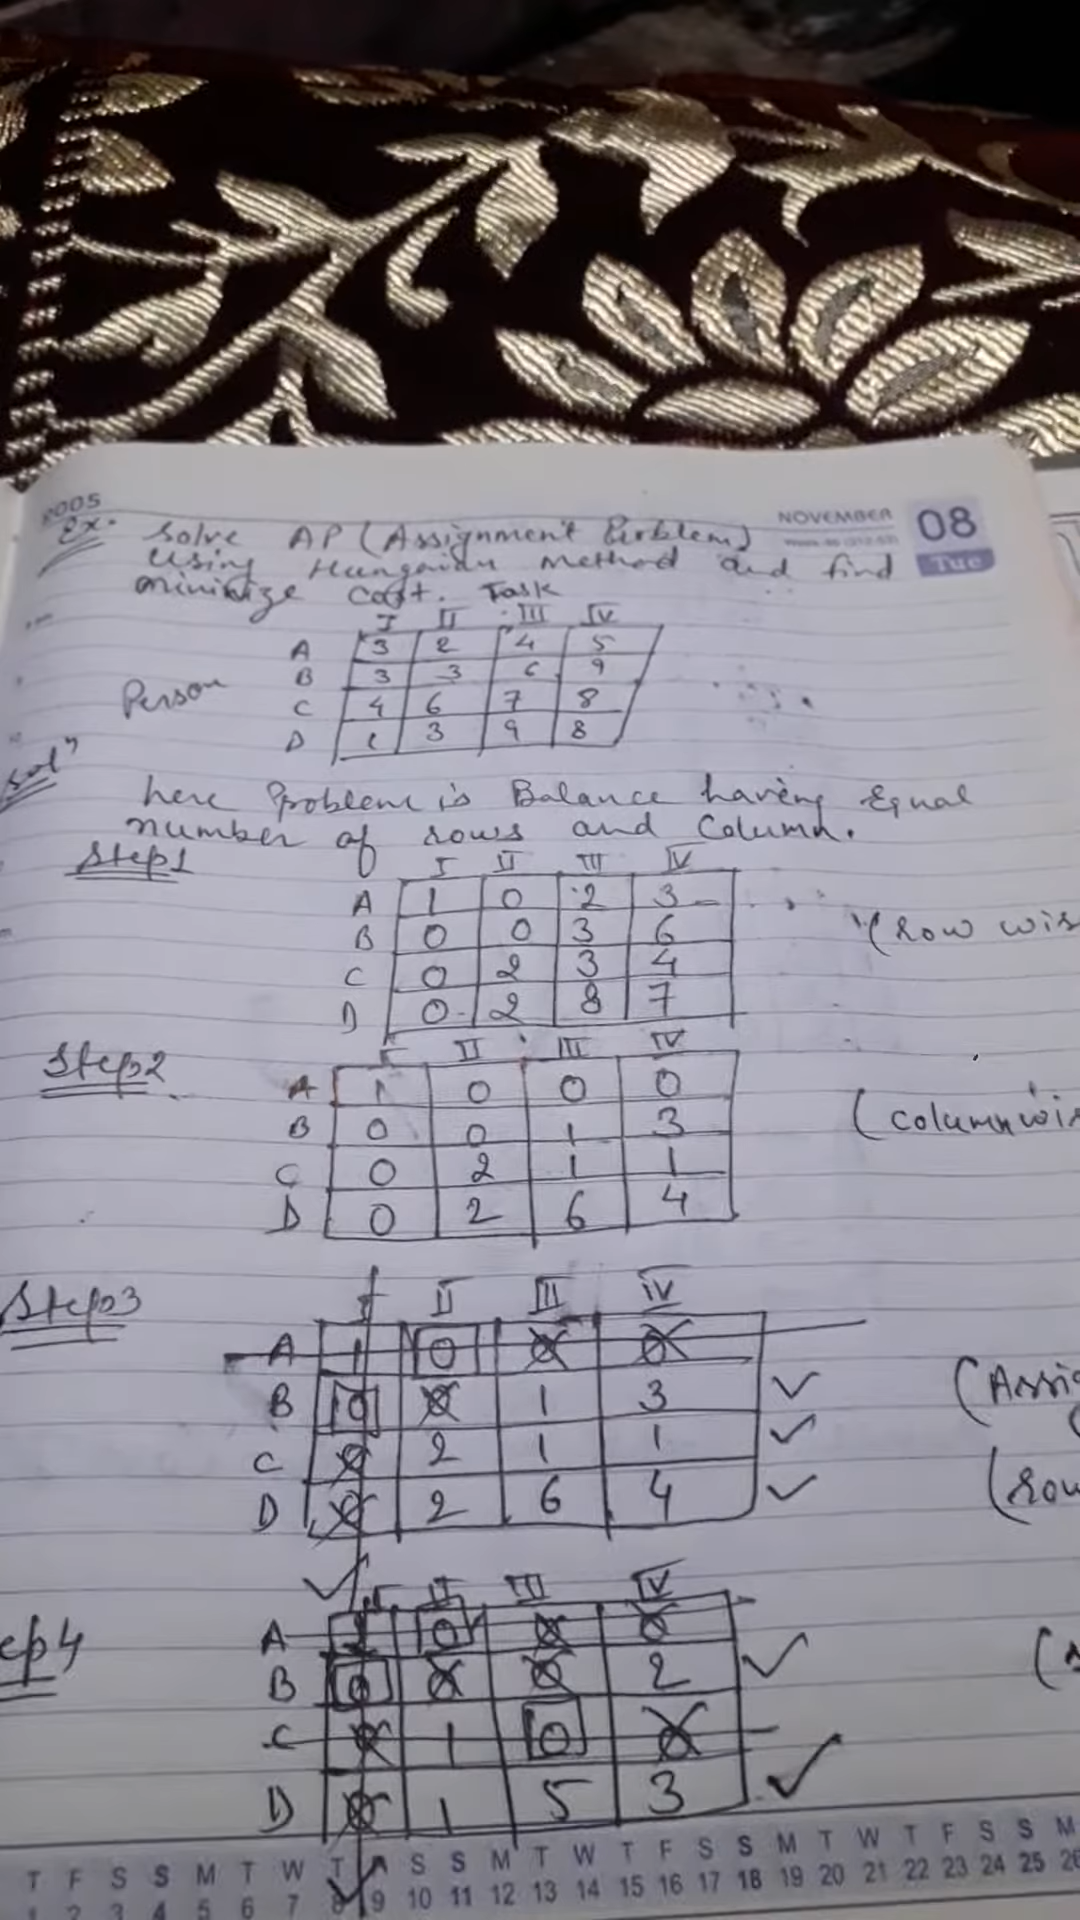 2005
NOVEMBER 08
Tue
Ex. Solve AP (Assignment Problem)
Using Hungarian Method and find
minimize cost. Task
I II III IV
A 3 2 4 5
B 3 3 6 9
Person
C 4 6 7 8
D 1 3 9 8
Solⁿ
here Problem is Balance having Equal
number of rows and Column.
Step1
I II III IV
A 1 0 2 3
B 0 0 3 6 (row wis
C 0 2 3 4
D 0 2 8 7
Step2
I II III IV
A 1 0 0 0
B 0 0 1 3 (columnwis
C 0 2 1 1
D 0 2 6 4
Step3
I II III IV
A 1 0 0 0
B 0 0 1 3 ✓ (Assig
C 0 2 1 1 ✓
D 0 2 6 4 ✓ (row
✓
ep4
I II III IV
A 1 0 0 0
B 0 0 0 2 ✓
C 0 1 0 0
D 0 1 5 3 ✓
T F S S M T W T F S S M T W T F S S M T W T F S S M
1 2 3 4 5 6 7 8 9 10 11 12 13 14 15 16 17 18 19 20 21 22 23 24 25 26